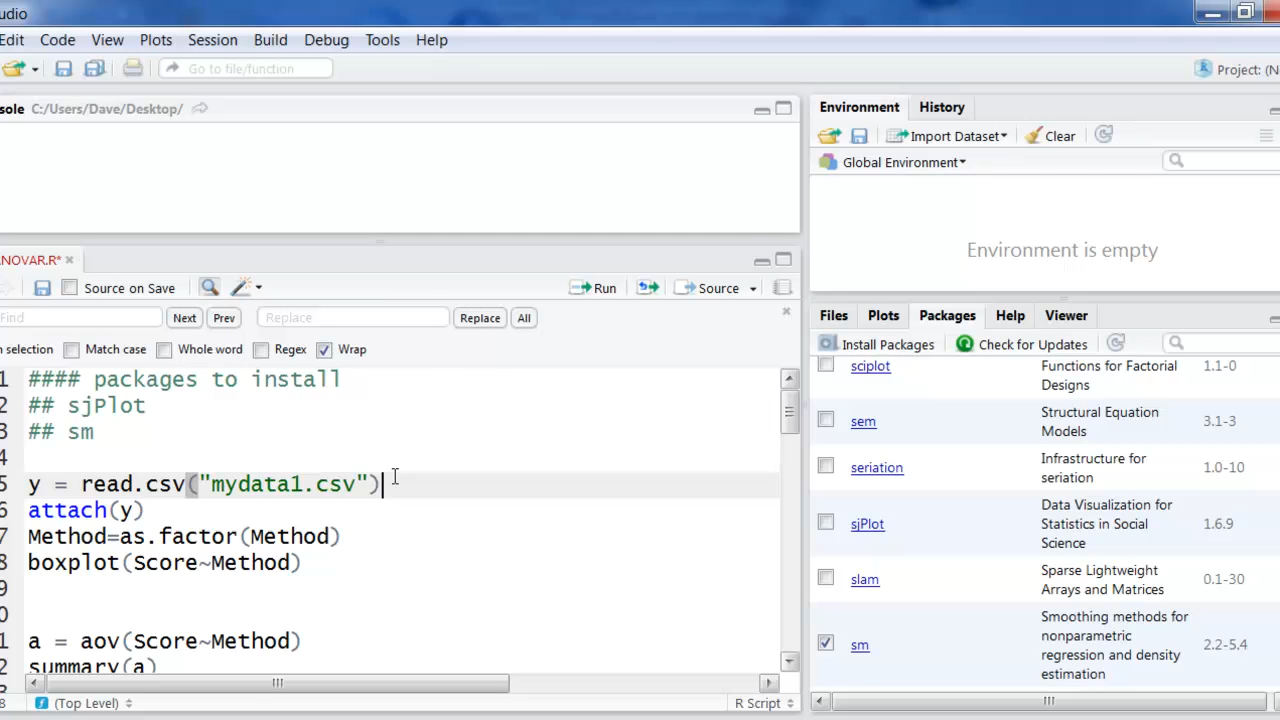 udio
Edit Code View Plots Session Build Debug Tools Help
Go to file/function
Project: (N
sole C:/Users/Dave/Desktop/
NOVAR.R*
Source on Save
Run
Source
Find
Next
Prev
Replace
Replace
All
n selection
Match case
Whole word
Regex
Wrap
1 #### packages to install
2 ## sjPlot
3 ## sm
4
5 y = read.csv("mydata1.csv")
6 attach(y)
7 Method=as.factor(Method)
8 boxplot(Score~Method)
9
0
1 a = aov(Score~Method)
2 summary(a)
3
8 (Top Level)
R Script
Environment History
Import Dataset
Clear
Global Environment
Environment is empty
Files Plots Packages Help Viewer
Install Packages
Check for Updates
sciplot Functions for Factorial 1.1-0
Designs
sem Structural Equation 3.1-3
Models
seriation Infrastructure for 1.0-10
seriation
sjPlot Data Visualization for 1.6.9
Statistics in Social
Science
slam Sparse Lightweight 0.1-30
Arrays and Matrices
sm Smoothing methods for 2.2-5.4
nonparametric
regression and density
estimation